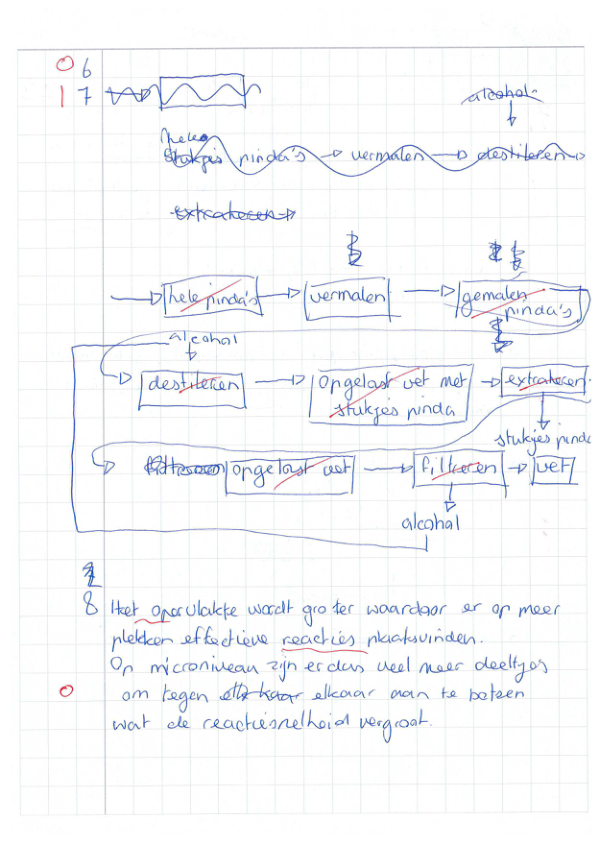 0 6
1 7
alcohol
hele
stukjes pinda's → vermalen → destileren →
extraheren →
→ hele pinda's → vermalen → gemalen
pinda's
alcohol
destileren → opgelost vet met → extraheren
stukjes pinda
stukjes pinda
filtreren opgelost vet → filtreren → vet
alcohol
8 Het oppervlakte wordt groter waardoor er op meer
plekken effectieve reacties plaatsvinden.
Op microniveau zijn er dus veel meer deeltjes
0 om tegen elkaar elkaar aan te botsen
wat de reactiesnelheid vergroot.